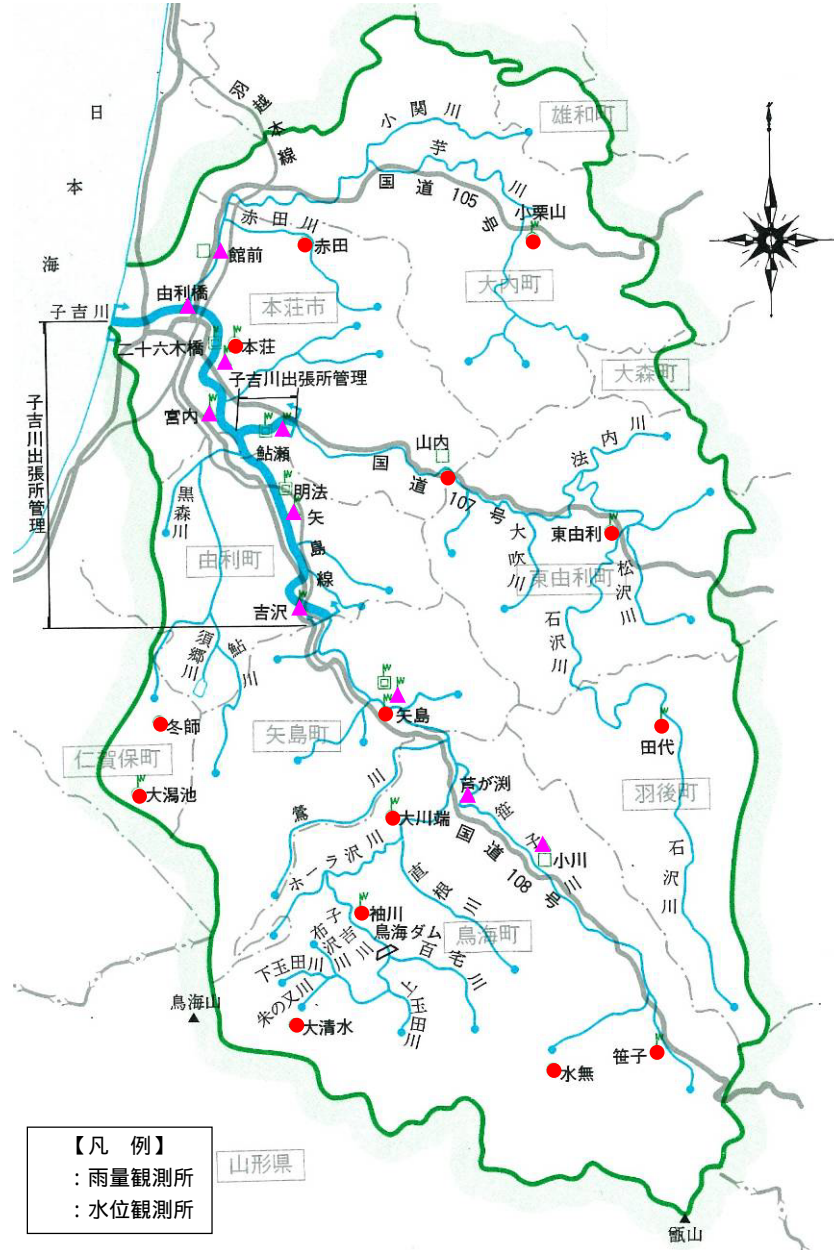 日本海
羽越本線
小関川
芋川
雄和町
国道105号
小栗山
赤田川
赤田
館前
大内町
由利橋
子吉川
本荘市
二十六木橋
本荘
大森町
子吉川出張所管理
子吉川出張所管理
宮内
鮎瀬
山内
法内川
国道107号
明法
黒森川
大吹川
東由利
矢島線
由利町
東由利町
松沢川
吉沢
石沢川
須郷川
鮎川
冬師
矢島町
矢島
田代
仁賀保町
大潟池
芦が渕
羽後町
鶯川
大川端
笹子川
小川
国道108号
石沢川
ホーラ沢川
直根三
袖川
鳥海ダム
鳥海町
布沢川
子吉川
百宅川
下玉田川
朱の又川
上玉田川
鳥海山
大清水
笹子
水無
【凡 例】
:雨量観測所
:水位観測所
山形県
甑山